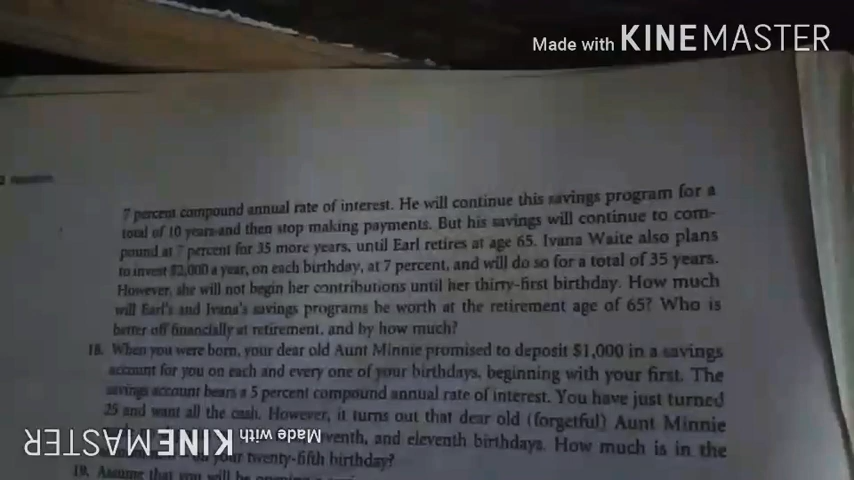 Made with KINEMASTER
7 percent compound annual rate of interest. He will continue this savings program for a
total of 10 years and then stop making payments. But his savings will continue to com-
pound at 7 percent for 35 more years, until Earl retires at age 65. Ivana Waite also plans
to invest $2,000 a year, on each birthday, at 7 percent, and will do so for a total of 35 years.
However, she will not begin her contributions until her thirty-first birthday. How much
will Earl's and Ivana's savings programs be worth at the retirement age of 65? Who is
better off financially at retirement, and by how much?
18. When you were born, your dear old Aunt Minnie promised to deposit $1,000 in a savings
account for you on each and every one of your birthdays, beginning with your first. The
savings account bears a 5 percent compound annual rate of interest. You have just turned
25 and want all the cash. However, it turns out that dear old (forgetful) Aunt Minnie
venth, and eleventh birthdays. How much is in the
your twenty-fifth birthday?
Made with KINEMASTER
19. Assume that you will be